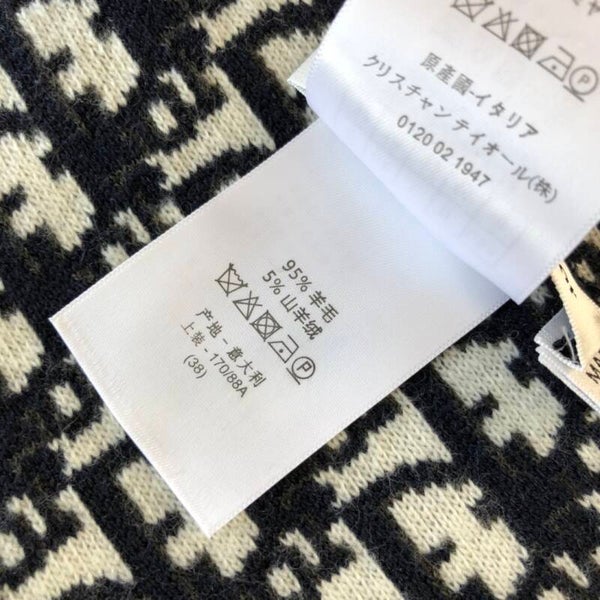 原産國-イタリア
クリスチャン ディオール(株)
0120 02 1947
95% 羊毛
5% 山羊绒
产地 - 意大利
上装 - 170/88A
(38)